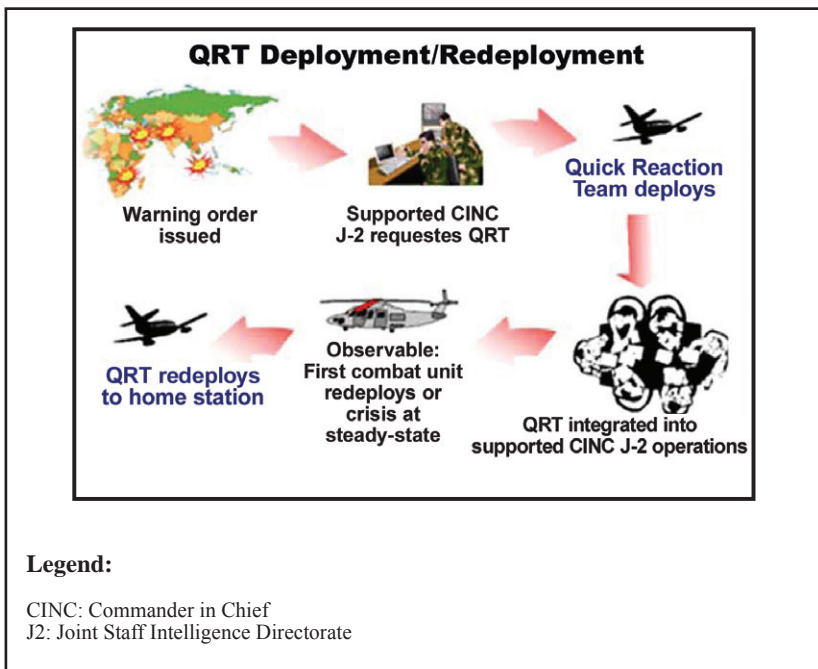 QRT Deployment/Redeployment
Warning order
issued
Supported CINC
J-2 requestes QRT
Quick Reaction
Team deploys
QRT integrated into
supported CINC J-2 operations
Observable:
First combat unit
redeploys or
crisis at
steady-state
QRT redeploys
to home station
Legend:
CINC: Commander in Chief
J2: Joint Staff Intelligence Directorate